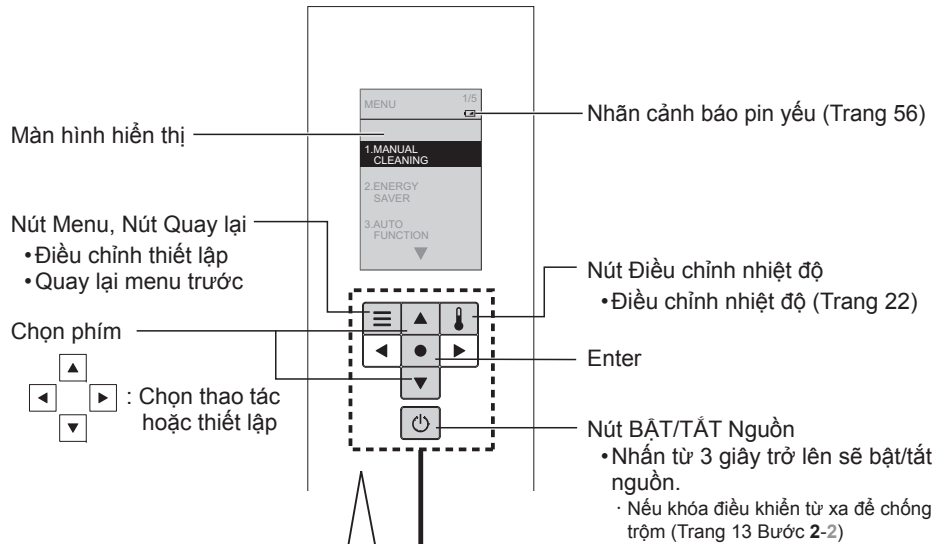 MENU 1/5
1.MANUAL
CLEANING
2.ENERGY
SAVER
3.AUTO
FUNCTION
Màn hình hiển thị
Nút Menu, Nút Quay lại
•Điều chỉnh thiết lập
•Quay lại menu trước
Chọn phím
: Chọn thao tác
hoặc thiết lập
Nhãn cảnh báo pin yếu (Trang 56)
Nút Điều chỉnh nhiệt độ
•Điều chỉnh nhiệt độ (Trang 22)
Enter
Nút BẬT/TẮT Nguồn
•Nhấn từ 3 giây trở lên sẽ bật/tắt
nguồn.
· Nếu khóa điều khiển từ xa để chống
trộm (Trang 13 Bước 2-2)